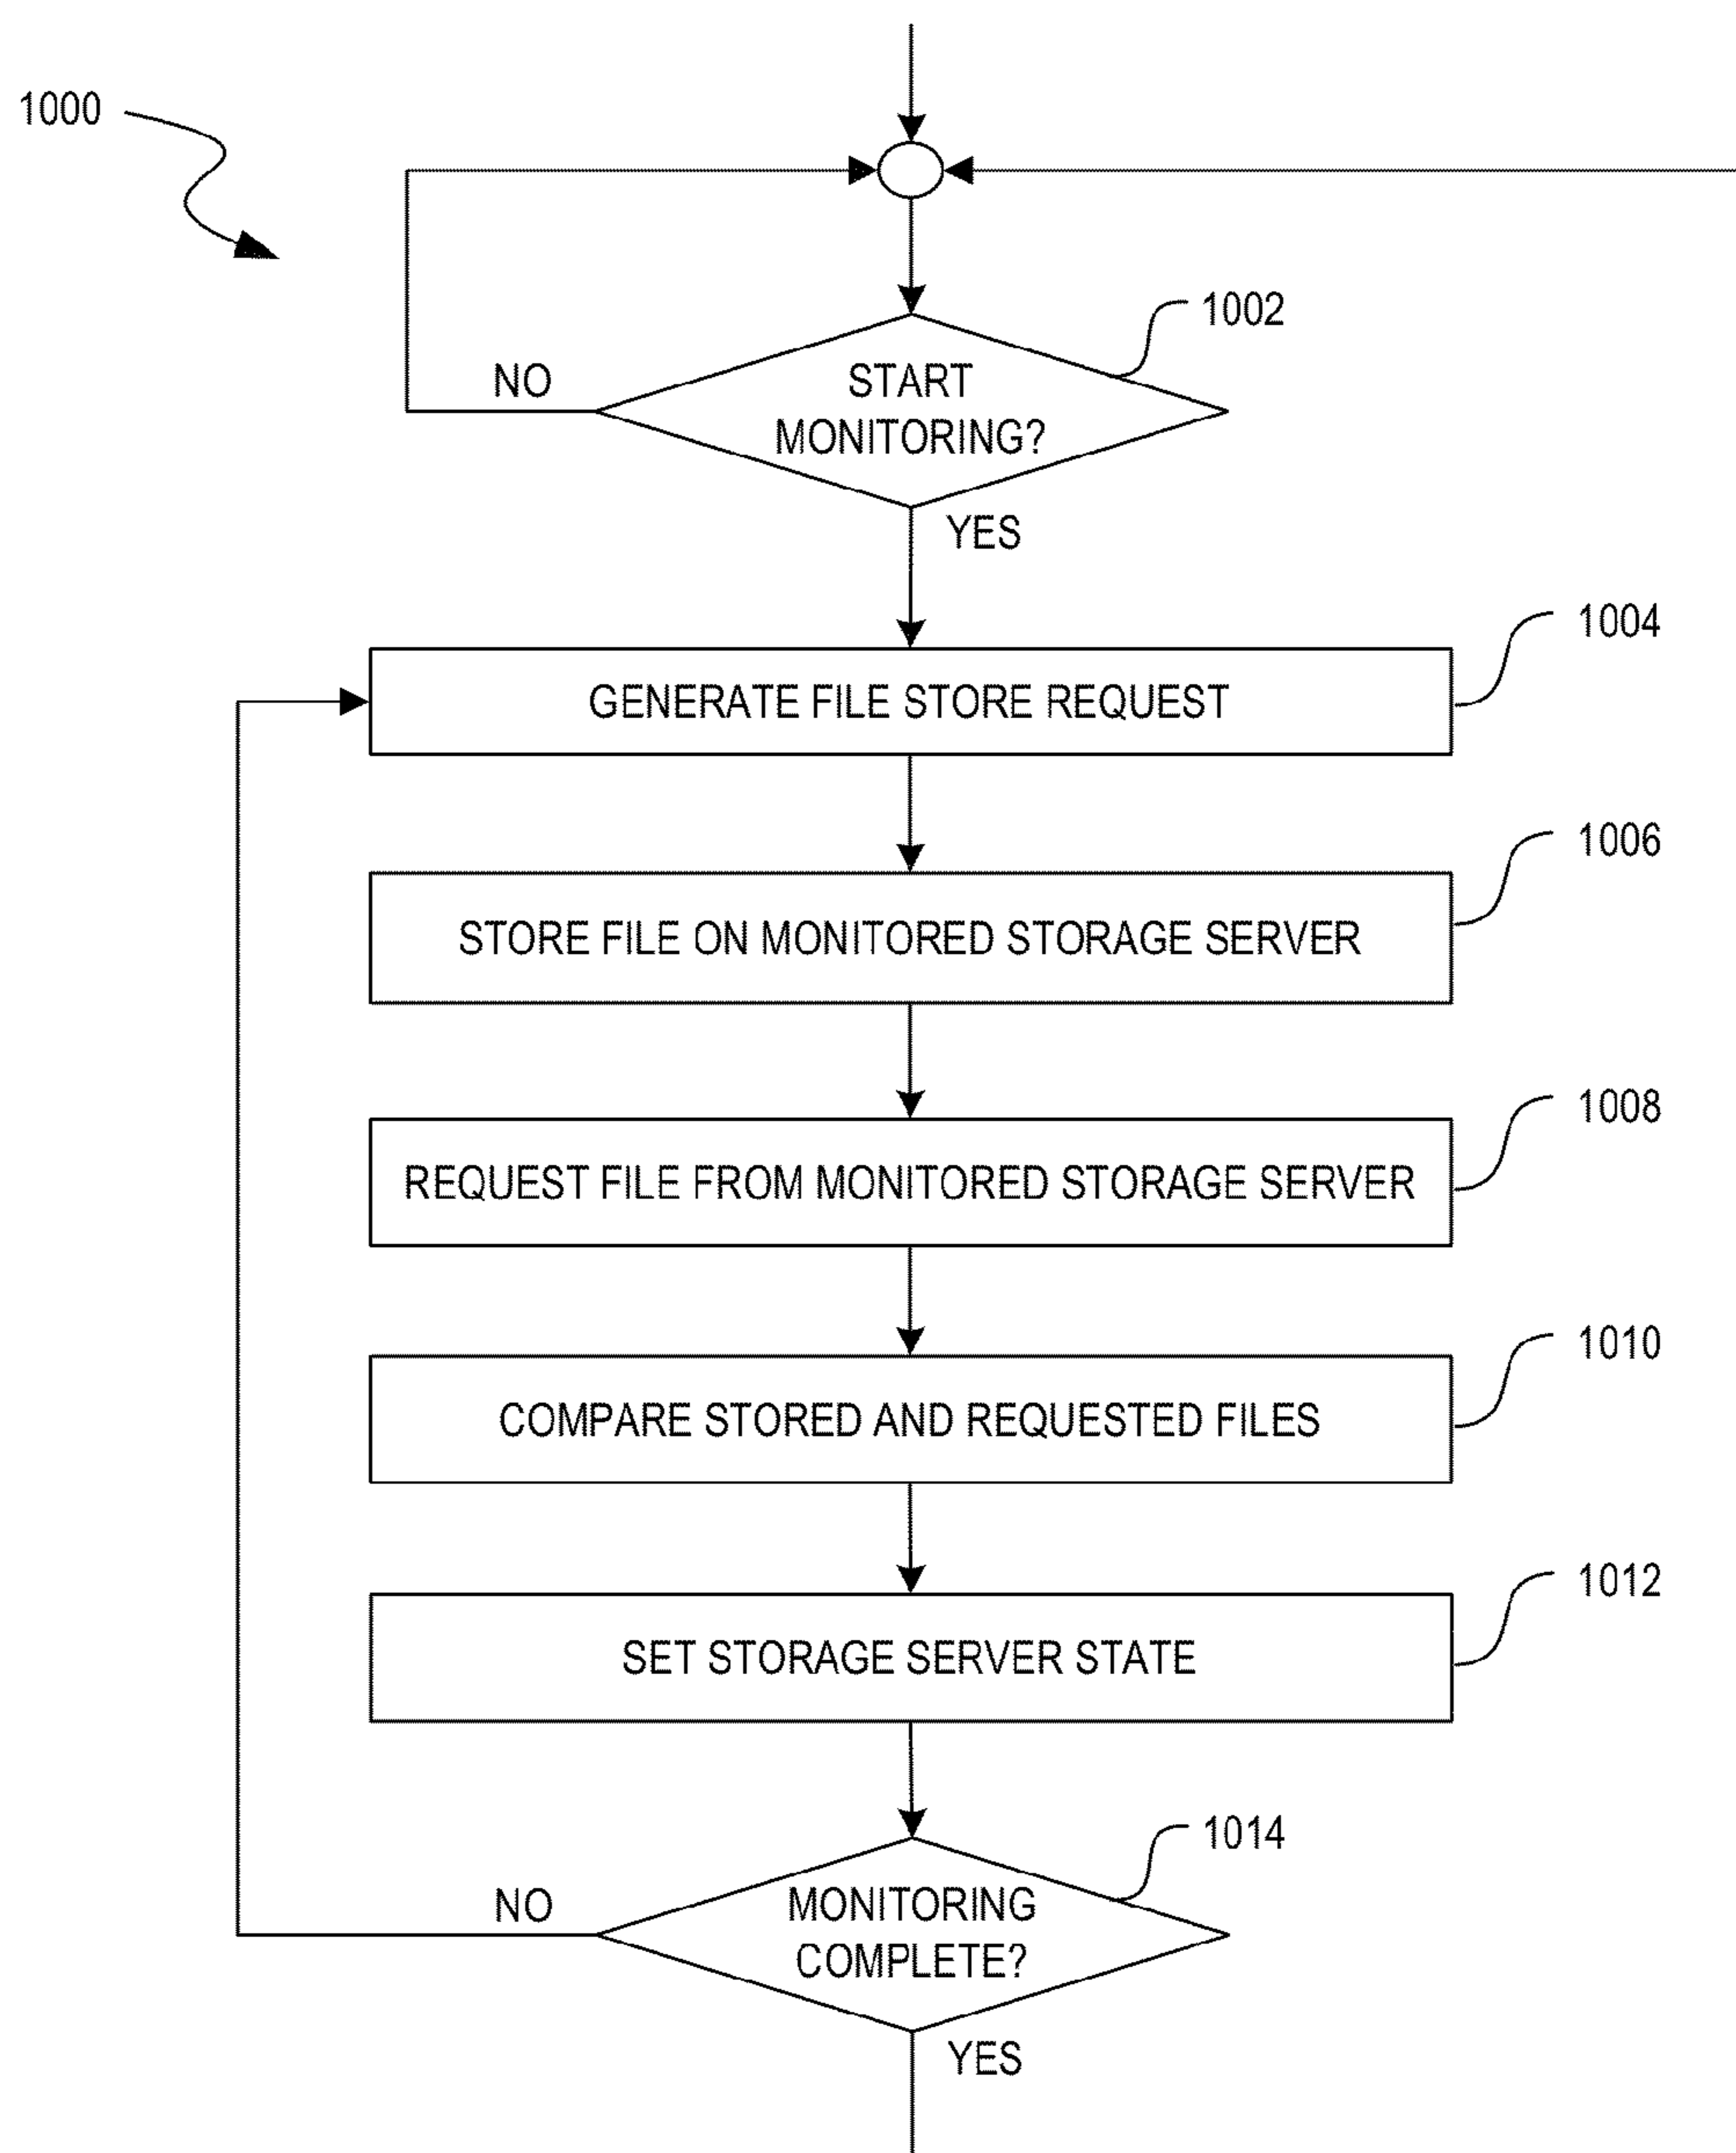 1000
1002
START
MONITORING?
NO
YES
1004
GENERATE FILE STORE REQUEST
1006
STORE FILE ON MONITORED STORAGE SERVER
1008
REQUEST FILE FROM MONITORED STORAGE SERVER
1010
COMPARE STORED AND REQUESTED FILES
1012
SET STORAGE SERVER STATE
1014
MONITORING
COMPLETE?
NO
YES